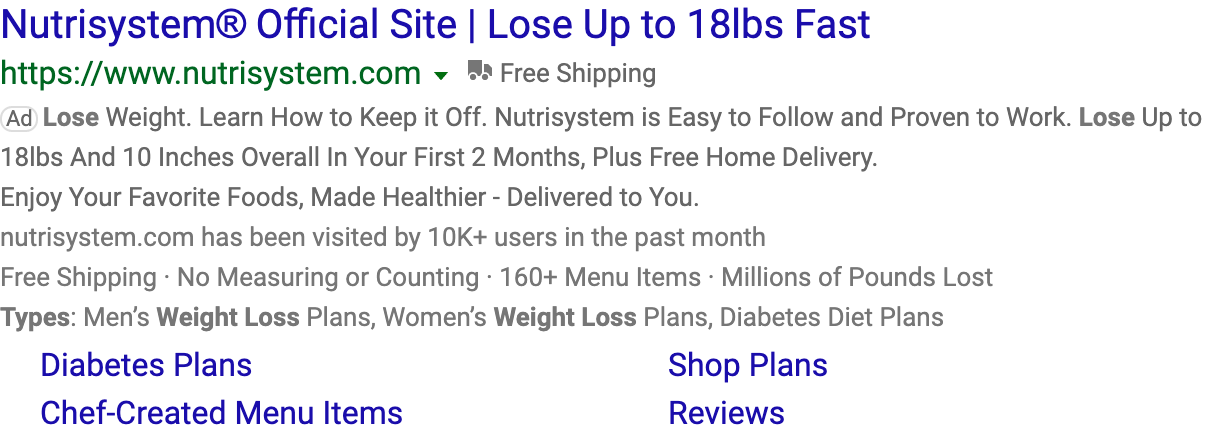 Nutrisystem® Official Site | Lose Up to 18lbs Fast
https://www.nutrisystem.com Free Shipping
Ad Lose Weight. Learn How to Keep it Off. Nutrisystem is Easy to Follow and Proven to Work. Lose Up to
18lbs And 10 Inches Overall In Your First 2 Months, Plus Free Home Delivery.
Enjoy Your Favorite Foods, Made Healthier - Delivered to You.
nutrisystem.com has been visited by 10K+ users in the past month
Free Shipping · No Measuring or Counting · 160+ Menu Items · Millions of Pounds Lost
Types: Men’s Weight Loss Plans, Women’s Weight Loss Plans, Diabetes Diet Plans
Diabetes Plans Shop Plans
Chef-Created Menu Items Reviews